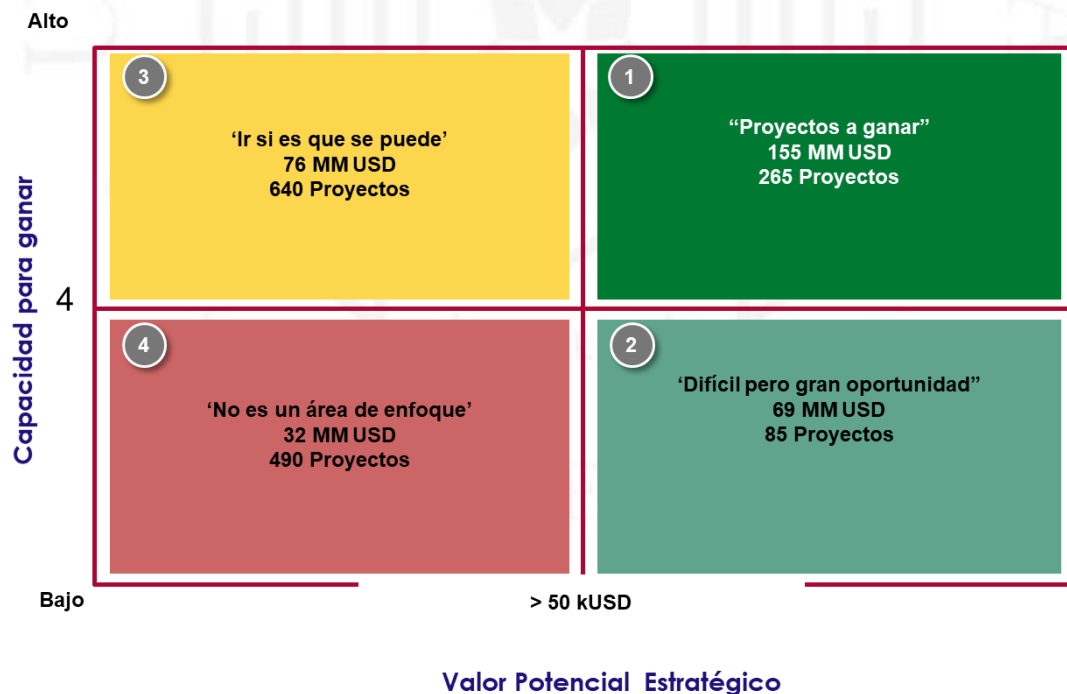 Alto
3
‘Ir si es que se puede’
76 MM USD
640 Proyectos
1
“Proyectos a ganar”
155 MM USD
265 Proyectos
Capacidad para ganar
4
4
‘No es un área de enfoque’
32 MM USD
490 Proyectos
2
‘Difícil pero gran oportunidad”
69 MM USD
85 Proyectos
Bajo
> 50 kUSD
Valor Potencial Estratégico